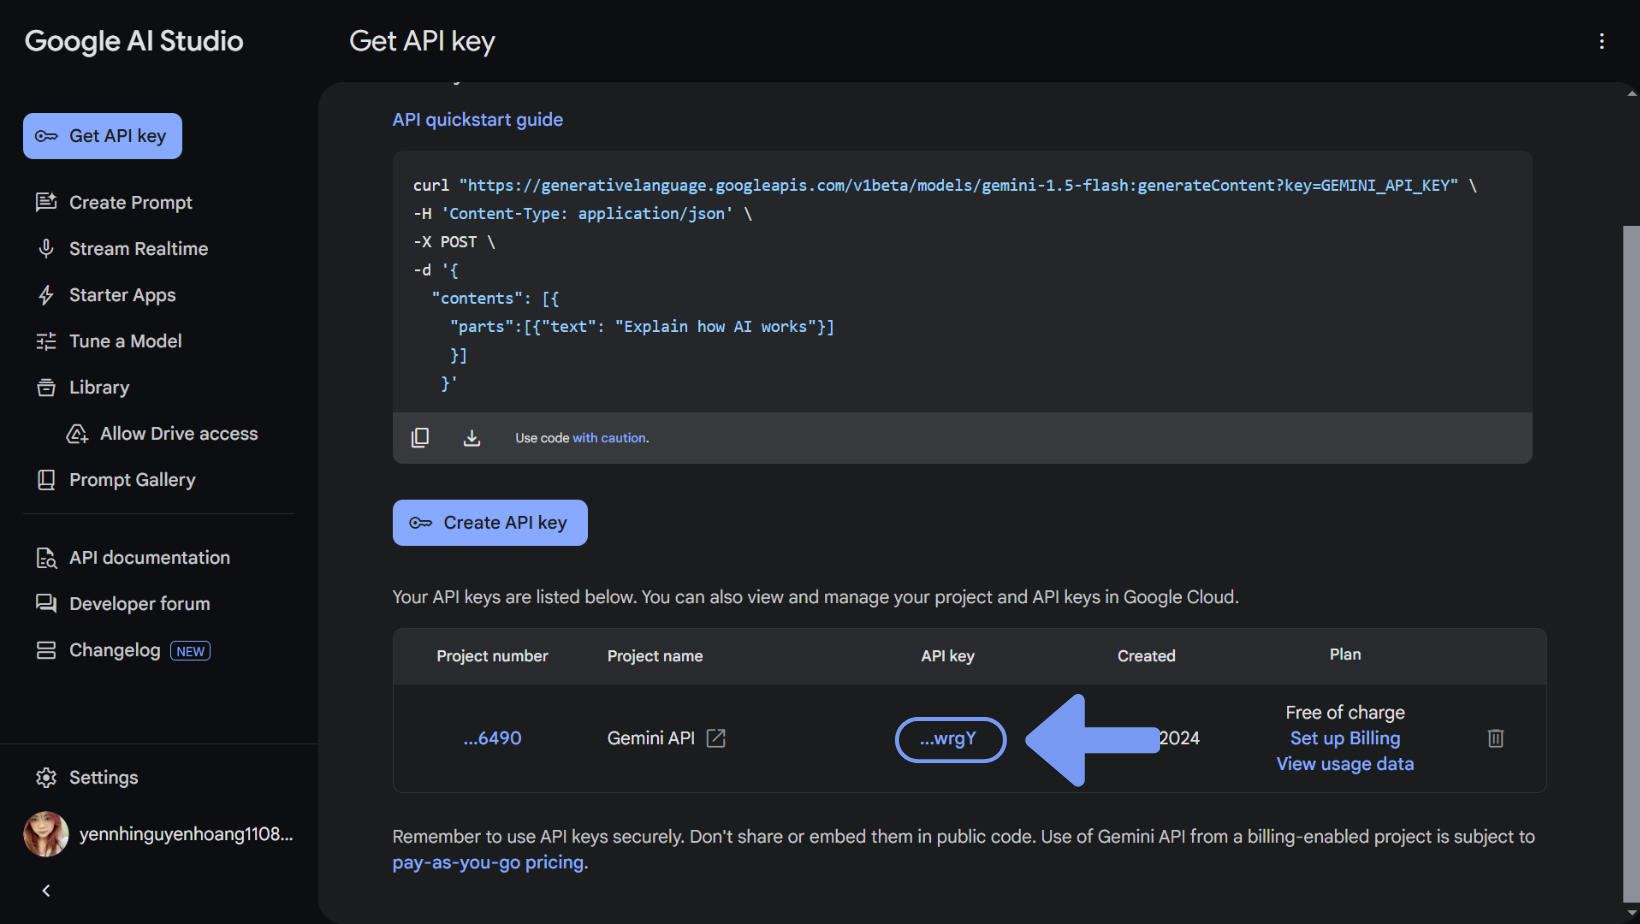 Google AI Studio
Get API key
Get API key
Create Prompt
Stream Realtime
Starter Apps
Tune a Model
Library
Allow Drive access
Prompt Gallery
API documentation
Developer forum
Changelog NEW
Settings
yennhinguyenhoang1108...
API quickstart guide
curl "https://generativelanguage.googleapis.com/v1beta/models/gemini-1.5-flash:generateContent?key=GEMINI_API_KEY" \
-H 'Content-Type: application/json' \
-X POST \
-d '{
"contents": [{
"parts":[{"text": "Explain how AI works"}]
}]
}'
Use code with caution.
Create API key
Your API keys are listed below. You can also view and manage your project and API keys in Google Cloud.
Project number Project name API key Created Plan
...6490 Gemini API ...wrgY 2024 Free of charge
Set up Billing
View usage data
Remember to use API keys securely. Don't share or embed them in public code. Use of Gemini API from a billing-enabled project is subject to
pay-as-you-go pricing.